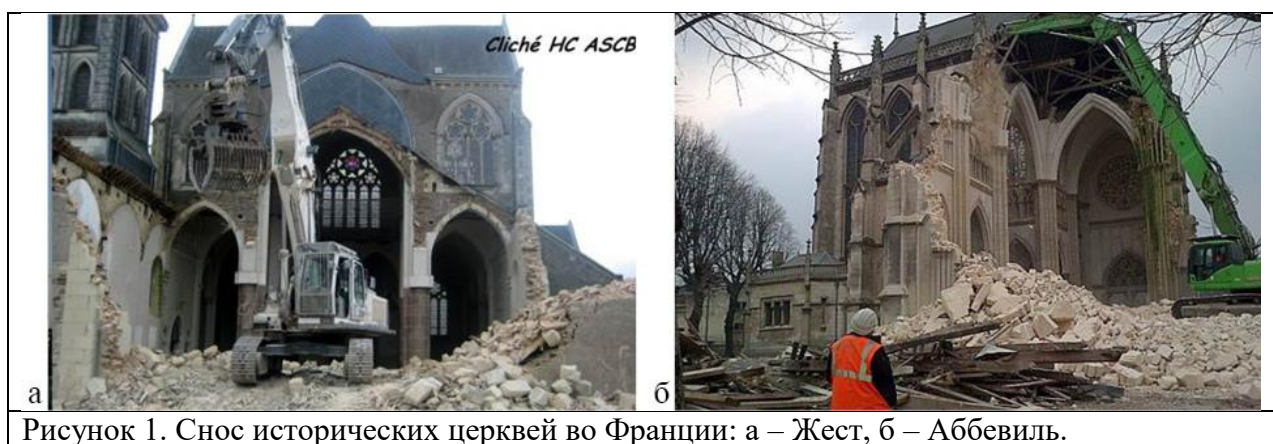 Cliché HC ASCB
а
б
Рисунок 1. Снос исторических церквей во Франции: а – Жест, б – Аббевиль.